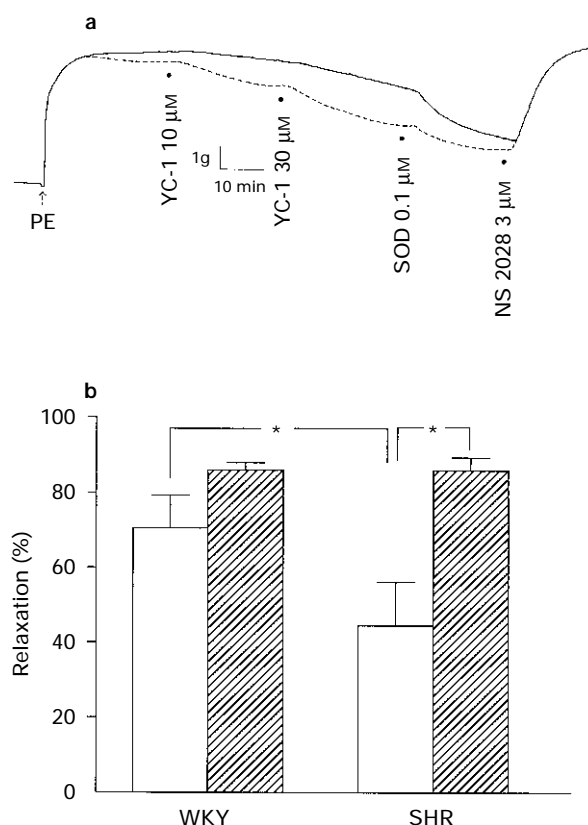 a
PE
YC-1 10 µM
YC-1 30 µM
1g
10 min
SOD 0.1 µM
NS 2028 3 µM
b
Relaxation (%)
100
80
60
40
20
0
*
*
WKY
SHR